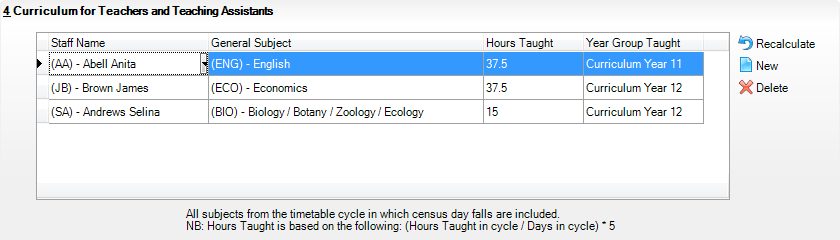 4 Curriculum for Teachers and Teaching Assistants
Staff Name General Subject Hours Taught Year Group Taught
(AA) - Abell Anita (ENG) - English 37.5 Curriculum Year 11
(JB) - Brown James (ECO) - Economics 37.5 Curriculum Year 12
(SA) - Andrews Selina (BIO) - Biology / Botany / Zoology / Ecology 15 Curriculum Year 12
Recalculate
New
Delete
All subjects from the timetable cycle in which census day falls are included.
NB: Hours Taught is based on the following: (Hours Taught in cycle / Days in cycle) * 5